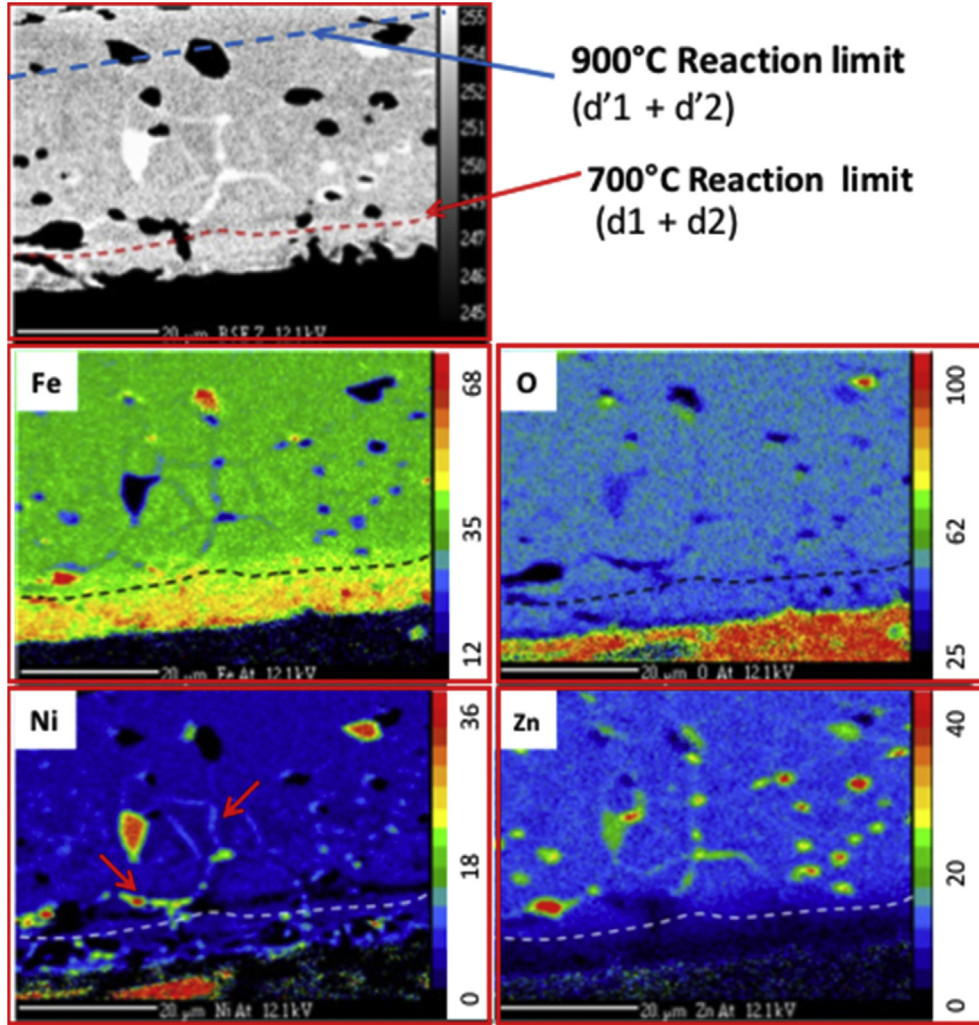 255
254
252
251
250
248
247
246
245
900°C Reaction limit
(d’1 + d’2)
700°C Reaction limit
(d1 + d2)
20 µm BSE Z 12.1kV
Fe
68
35
12
20 µm Fe At 12.1kV
O
100
62
25
20 µm O At 12.1kV
Ni
36
18
0
20 µm Ni At 12.1kV
Zn
40
20
0
20 µm Zn At 12.1kV